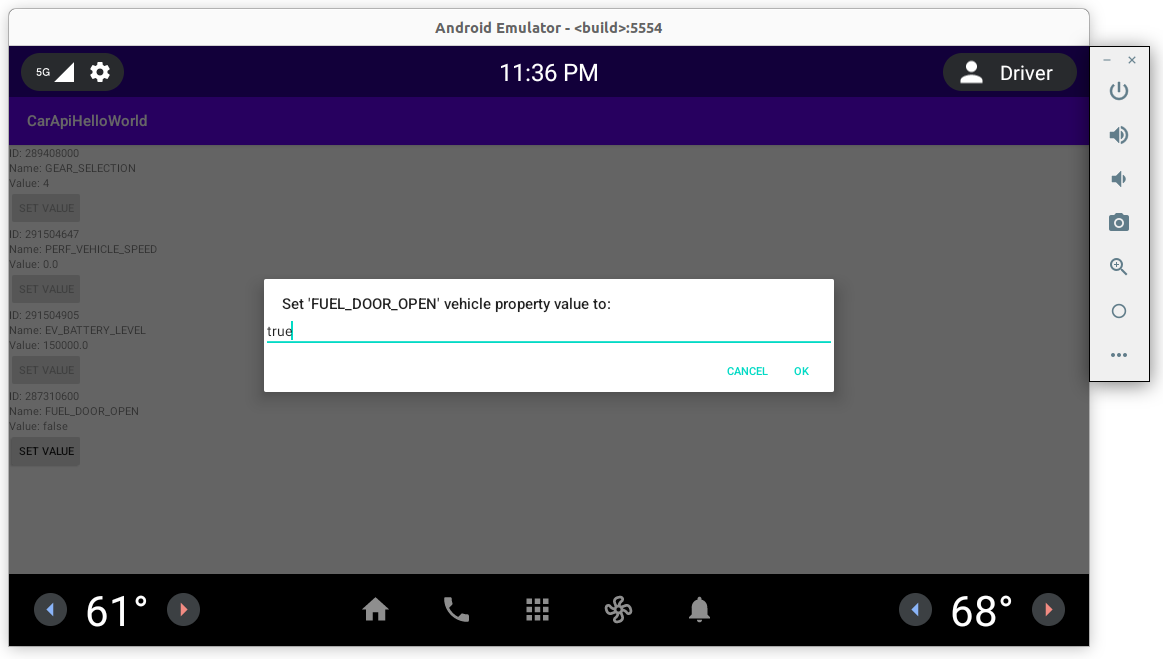 Android Emulator - <build>:5554
5G
11:36 PM
Driver
CarApiHelloWorld
ID: 289408000
Name: GEAR_SELECTION
Value: 4
SET VALUE
ID: 291504647
Name: PERF_VEHICLE_SPEED
Value: 0.0
SET VALUE
ID: 291504905
Name: EV_BATTERY_LEVEL
Value: 150000.0
SET VALUE
ID: 287310600
Name: FUEL_DOOR_OPEN
Value: false
SET VALUE
Set 'FUEL_DOOR_OPEN' vehicle property value to:
true
CANCEL OK
61° 68°